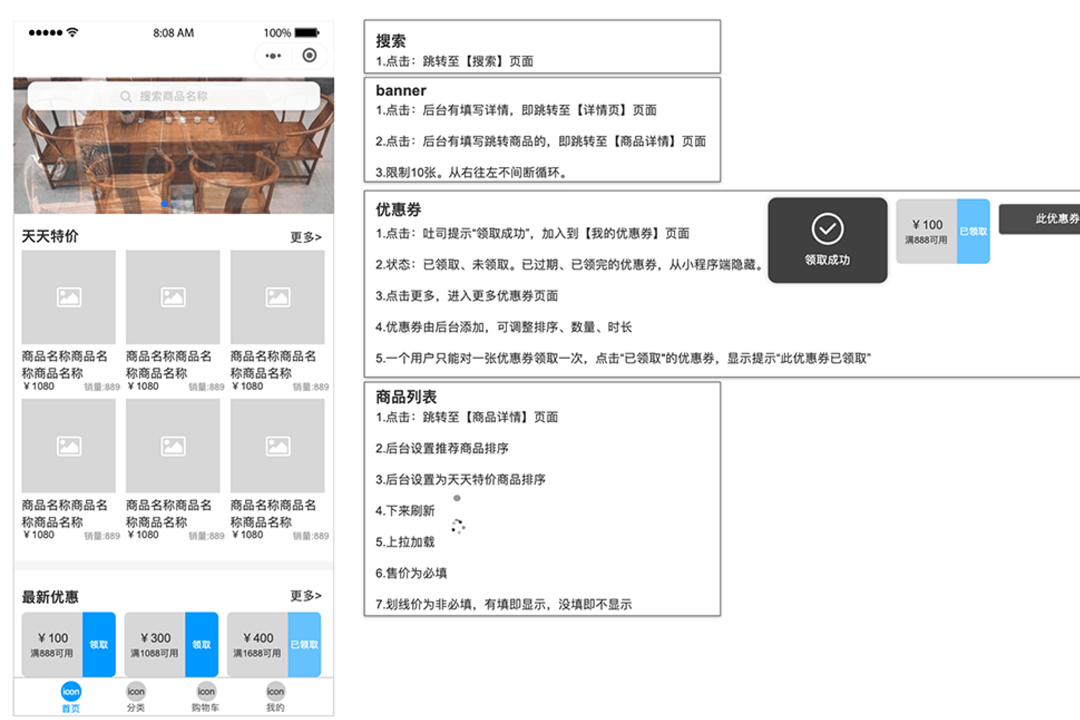 8:08 AM
100%
搜索商品名称
天天特价
更多>
商品名称商品名
称商品名称
¥1080
销量:889
商品名称商品名
称商品名称
¥1080
销量:889
商品名称商品名
称商品名称
¥1080
销量:889
商品名称商品名
称商品名称
¥1080
销量:889
商品名称商品名
称商品名称
¥1080
销量:889
商品名称商品名
称商品名称
¥1080
销量:889
最新优惠
更多>
¥100
满888可用
领取
¥300
满1088可用
领取
¥400
满1688可用
已领取
icon
首页
icon
分类
icon
购物车
icon
我的
搜索
1.点击：跳转至【搜索】页面
banner
1.点击：后台有填写详情，即跳转至【详情页】页面
2.点击：后台有填写跳转商品的，即跳转至【商品详情】页面
3.限制10张。从右往左不间断循环。
优惠券
1.点击：吐司提示“领取成功”，加入到【我的优惠券】页面
2.状态：已领取、未领取。已过期、已领完的优惠券，从小程序端隐藏。
3.点击更多，进入更多优惠券页面
4.优惠券由后台添加，可调整排序、数量、时长
5.一个用户只能对一张优惠券领取一次，点击“已领取”的优惠券，显示提示“此优惠券已领取”
领取成功
¥100
满888可用
已领取
此优惠券
商品列表
1.点击：跳转至【商品详情】页面
2.后台设置推荐商品排序
3.后台设置为天天特价商品排序
4.下来刷新
5.上拉加载
6.售价为必填
7.划线价为非必填，有填即显示，没填即不显示